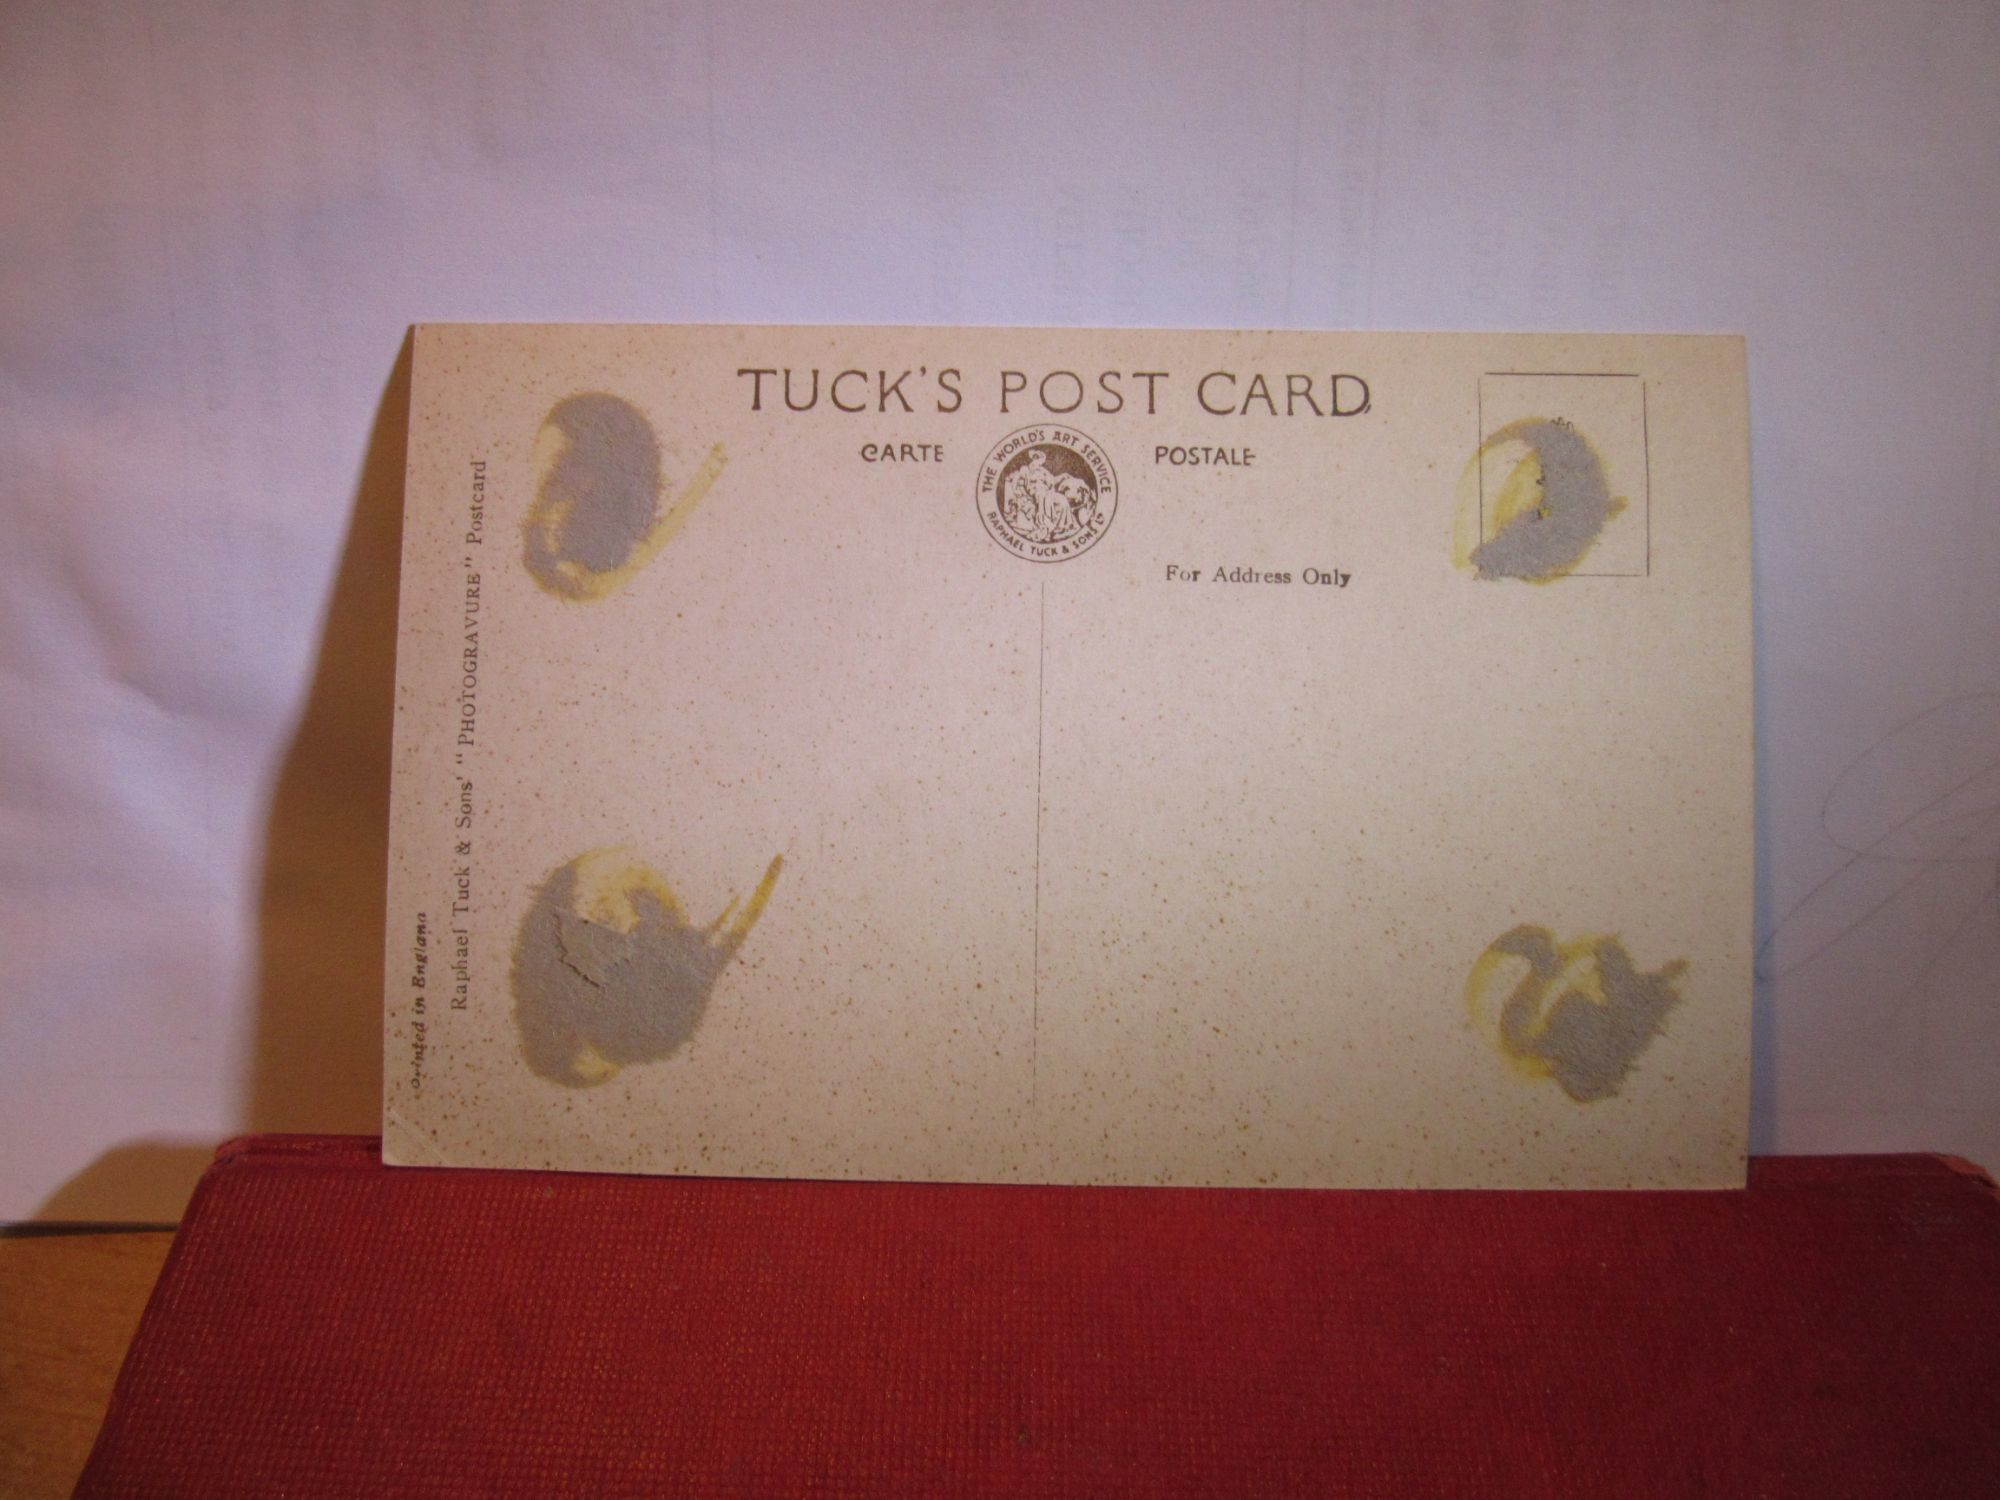 TUCK'S POST CARD
CARTE POSTALE
THE WORLD'S ART SERVICE
RAPHAEL TUCK & SONS LTD
For Address Only
Raphael Tuck & Sons' "PHOTOGRAVURE" Postcard
Printed in England